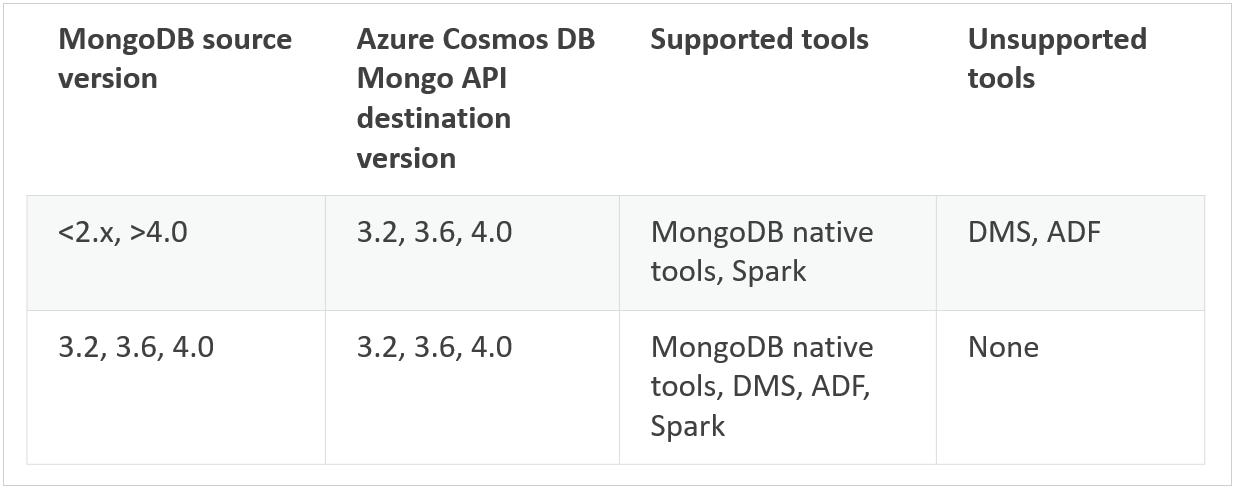 MongoDB source
version
Azure Cosmos DB
Mongo API
destination
version
Supported tools
Unsupported
tools
<2.x, >4.0
3.2, 3.6, 4.0
MongoDB native
tools, Spark
DMS, ADF
3.2, 3.6, 4.0
3.2, 3.6, 4.0
MongoDB native
tools, DMS, ADF,
Spark
None